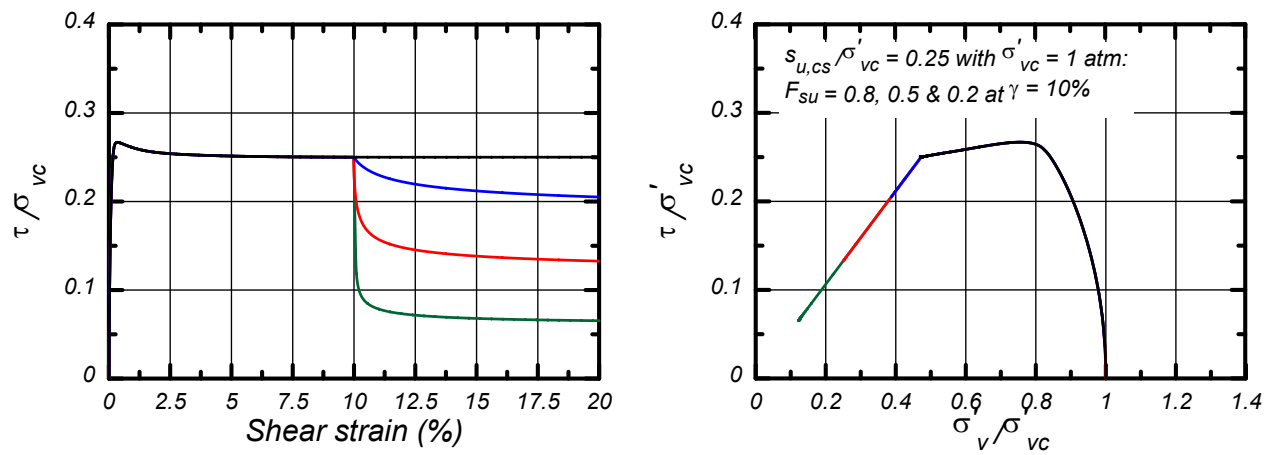 0.4
0.3
0.2
0.1
0
τ/σ'vc
0 2.5 5 7.5 10 12.5 15 17.5 20
Shear strain (%)
0.4
0.3
0.2
0.1
0
τ/σ'vc
su,cs/σ'vc = 0.25 with σ'vc = 1 atm:
Fsu = 0.8, 0.5 & 0.2 at γ = 10%
0 0.2 0.4 0.6 0.8 1 1.2 1.4
σ'v/σ'vc